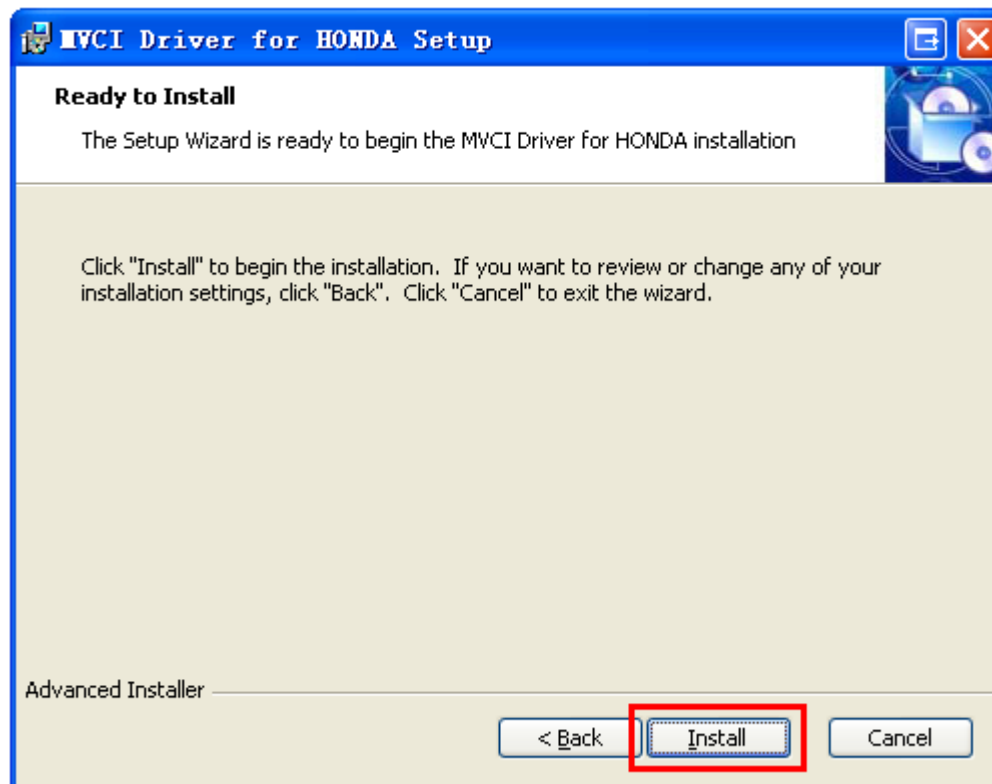 MVCI Driver for HONDA Setup
Ready to Install
The Setup Wizard is ready to begin the MVCI Driver for HONDA installation
Click "Install" to begin the installation.  If you want to review or change any of your
installation settings, click "Back".  Click "Cancel" to exit the wizard.
Advanced Installer
< Back
Install
Cancel